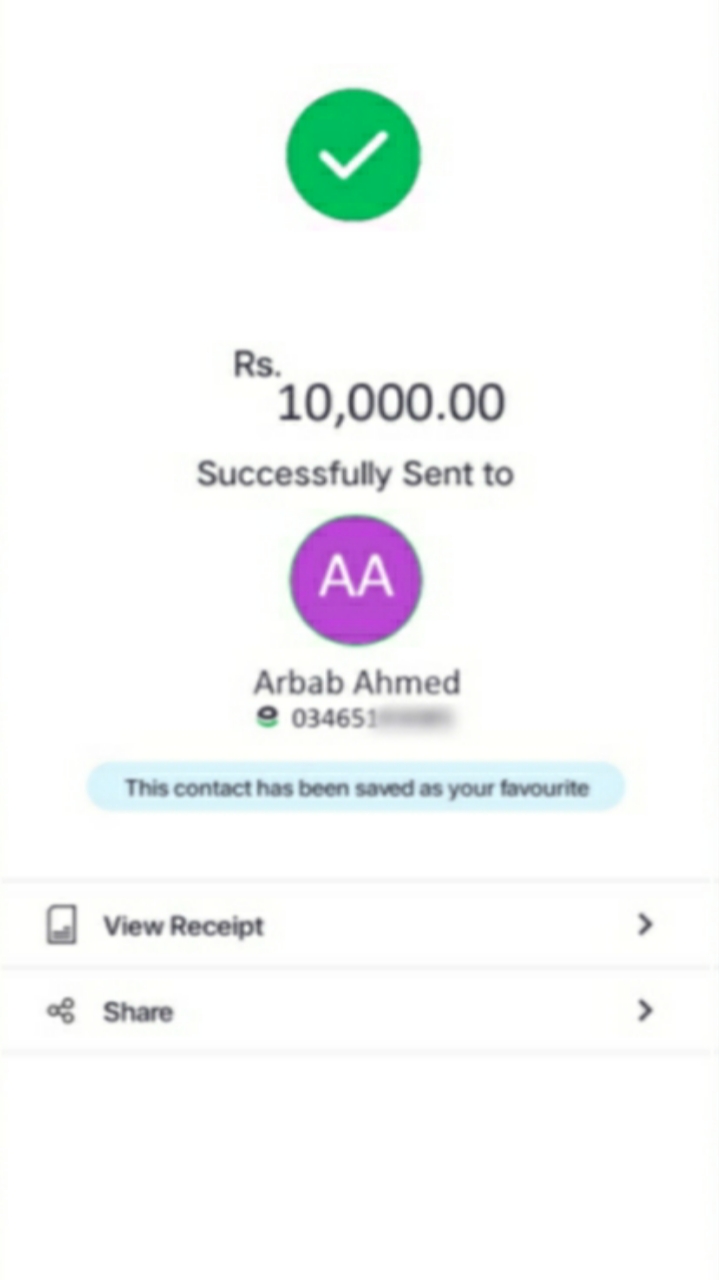 Rs.
10,000.00
Successfully Sent to
AA
Arbab Ahmed
034651
This contact has been saved as your favourite
View Receipt
Share